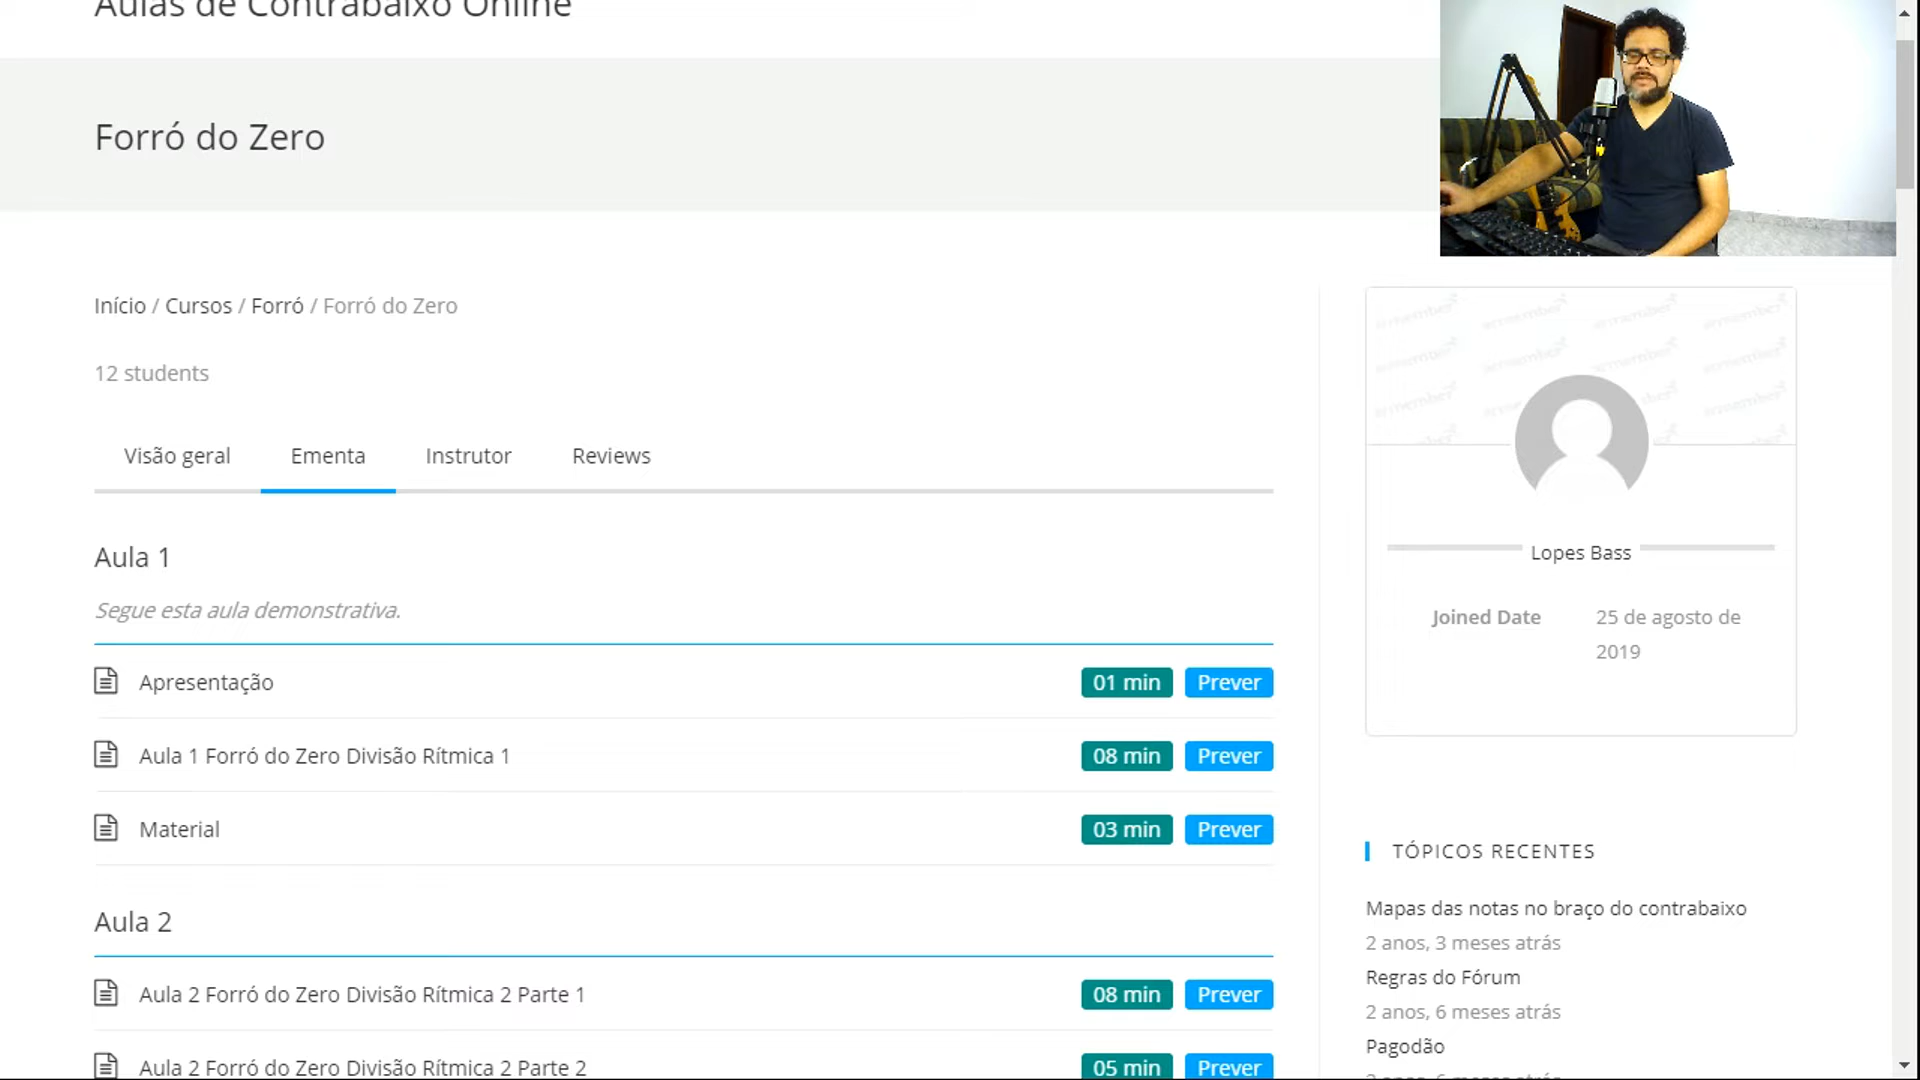 Aulas de Contrabaixo Online
Forró do Zero
Início / Cursos / Forró / Forró do Zero
12 students
Visão geral
Ementa
Instrutor
Reviews
Aula 1
Segue esta aula demonstrativa.
Apresentação
01 min
Prever
Aula 1 Forró do Zero Divisão Rítmica 1
08 min
Prever
Material
03 min
Prever
Aula 2
Aula 2 Forró do Zero Divisão Rítmica 2 Parte 1
08 min
Prever
Aula 2 Forró do Zero Divisão Rítmica 2 Parte 2
05 min
Prever
armember
Lopes Bass
Joined Date
25 de agosto de
2019
TÓPICOS RECENTES
Mapas das notas no braço do contrabaixo
2 anos, 3 meses atrás
Regras do Fórum
2 anos, 6 meses atrás
Pagodão